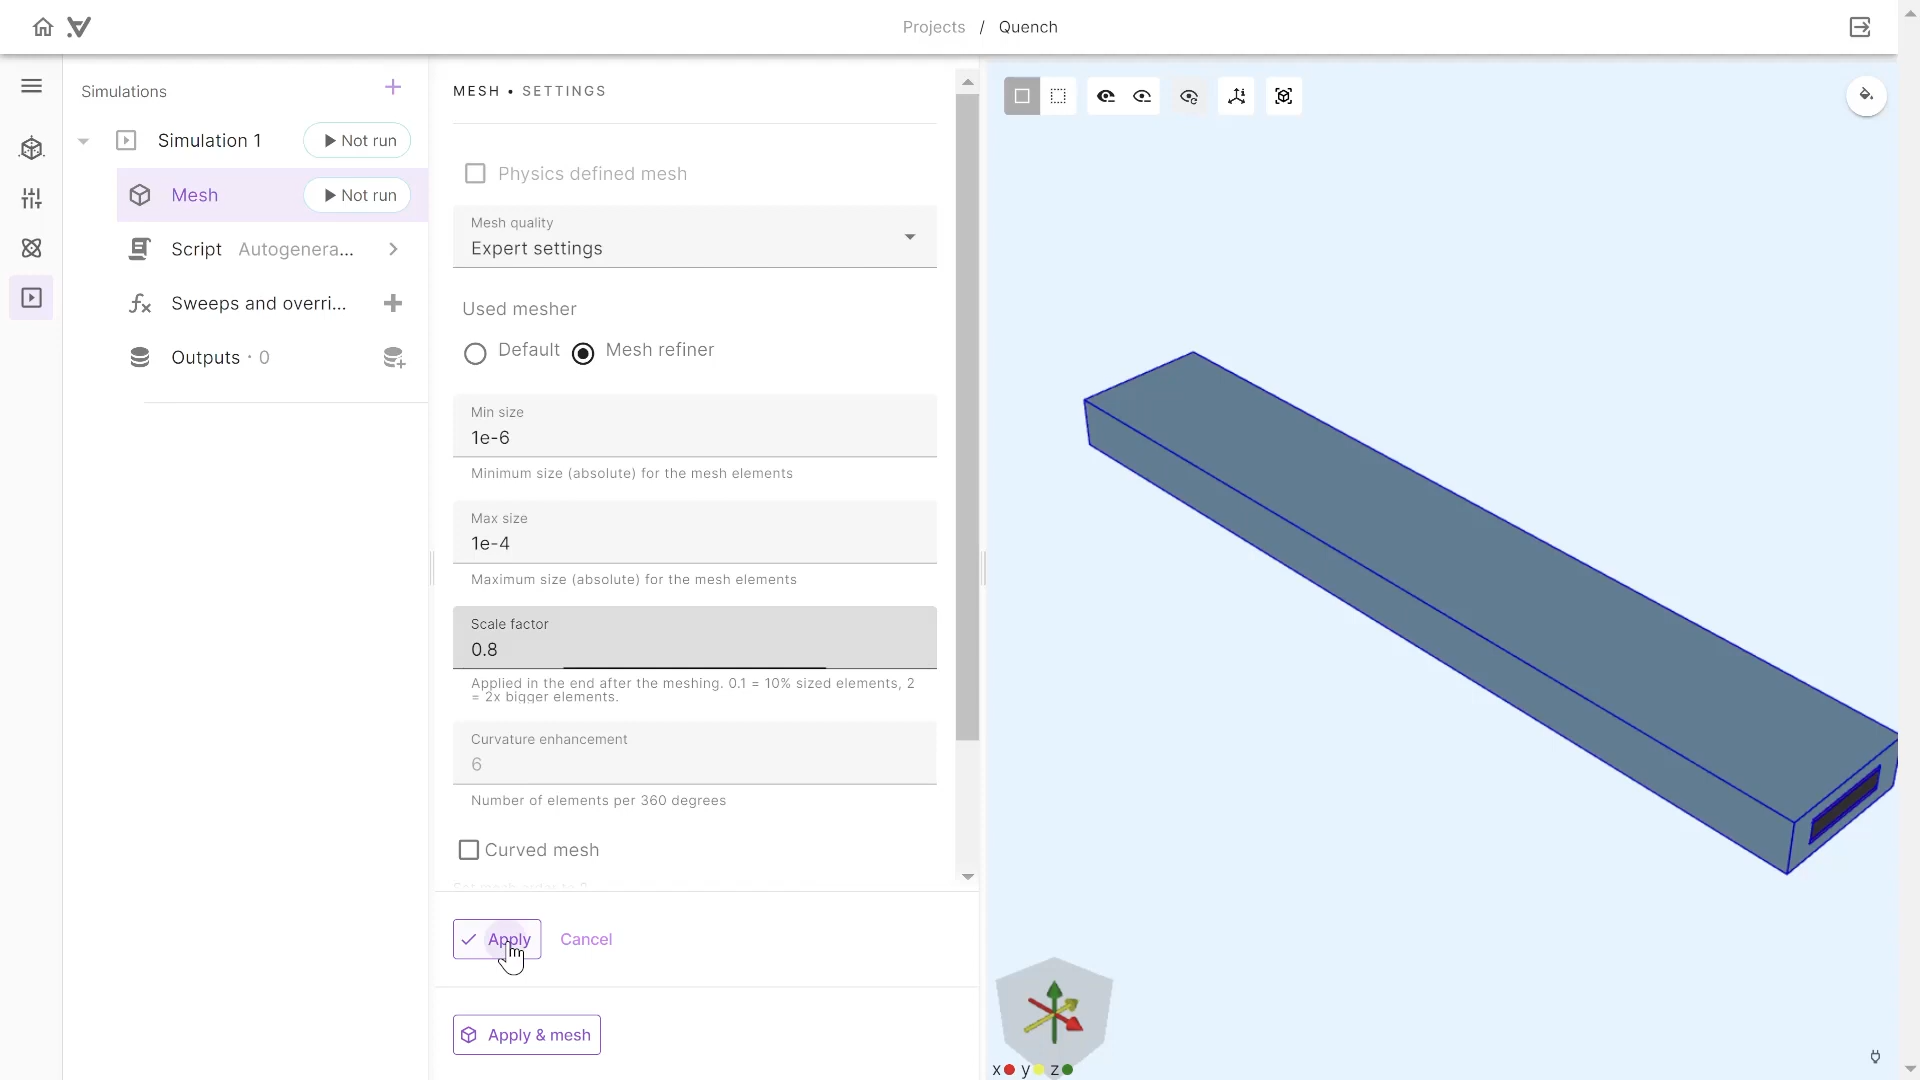 Projects / Quench
Simulations
Simulation 1
Not run
Mesh
Not run
Script Autogenera...
Sweeps and overri...
Outputs · 0
MESH • SETTINGS
Physics defined mesh
Mesh quality
Expert settings
Used mesher
Default
Mesh refiner
Min size
1e-6
Minimum size (absolute) for the mesh elements
Max size
1e-4
Maximum size (absolute) for the mesh elements
Scale factor
0.8
Applied in the end after the meshing. 0.1 = 10% sized elements, 2
= 2x bigger elements.
Curvature enhancement
6
Number of elements per 360 degrees
Curved mesh
Apply
Cancel
Apply & mesh
x y z